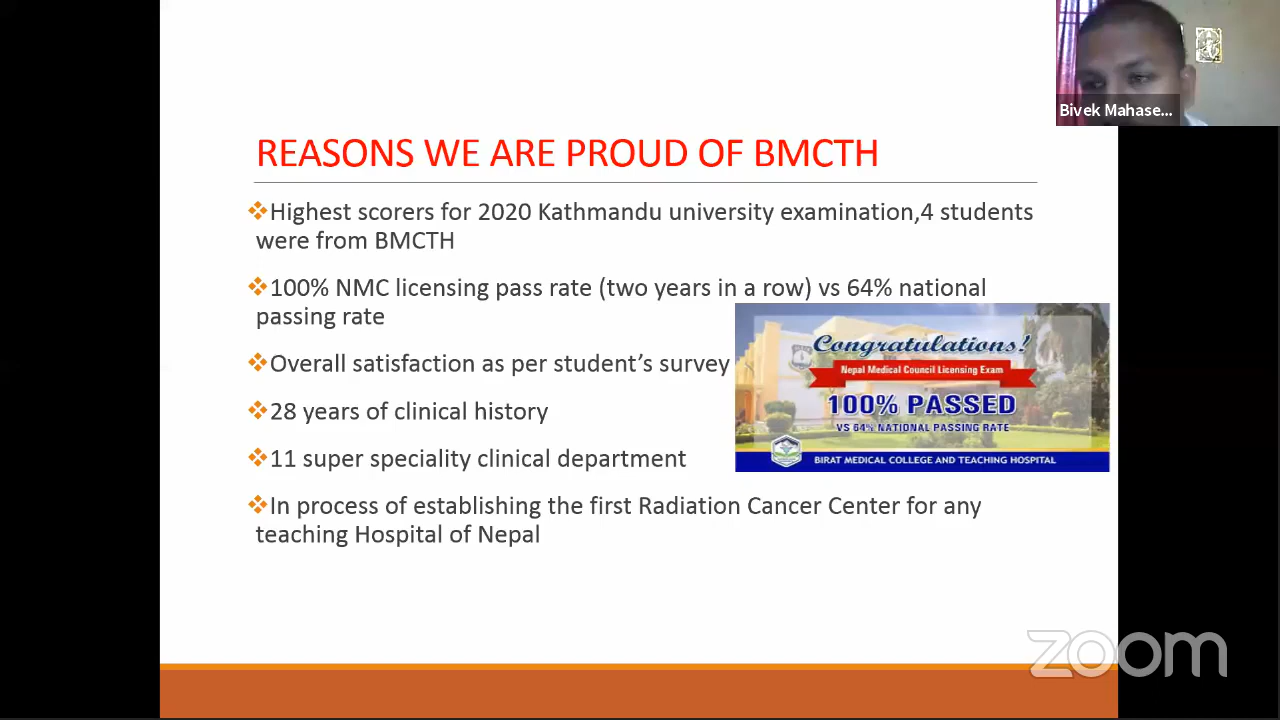 Bivek Mahase...
REASONS WE ARE PROUD OF BMCTH
❖Highest scorers for 2020 Kathmandu university examination,4 students
were from BMCTH
❖100% NMC licensing pass rate (two years in a row) vs 64% national
passing rate
❖Overall satisfaction as per student’s survey
❖28 years of clinical history
❖11 super speciality clinical department
❖In process of establishing the first Radiation Cancer Center for any
teaching Hospital of Nepal
Congratulations!
Nepal Medical Council Licensing Exam
100% PASSED
VS 64% NATIONAL PASSING RATE
BIRAT MEDICAL COLLEGE AND TEACHING HOSPITAL
zoom